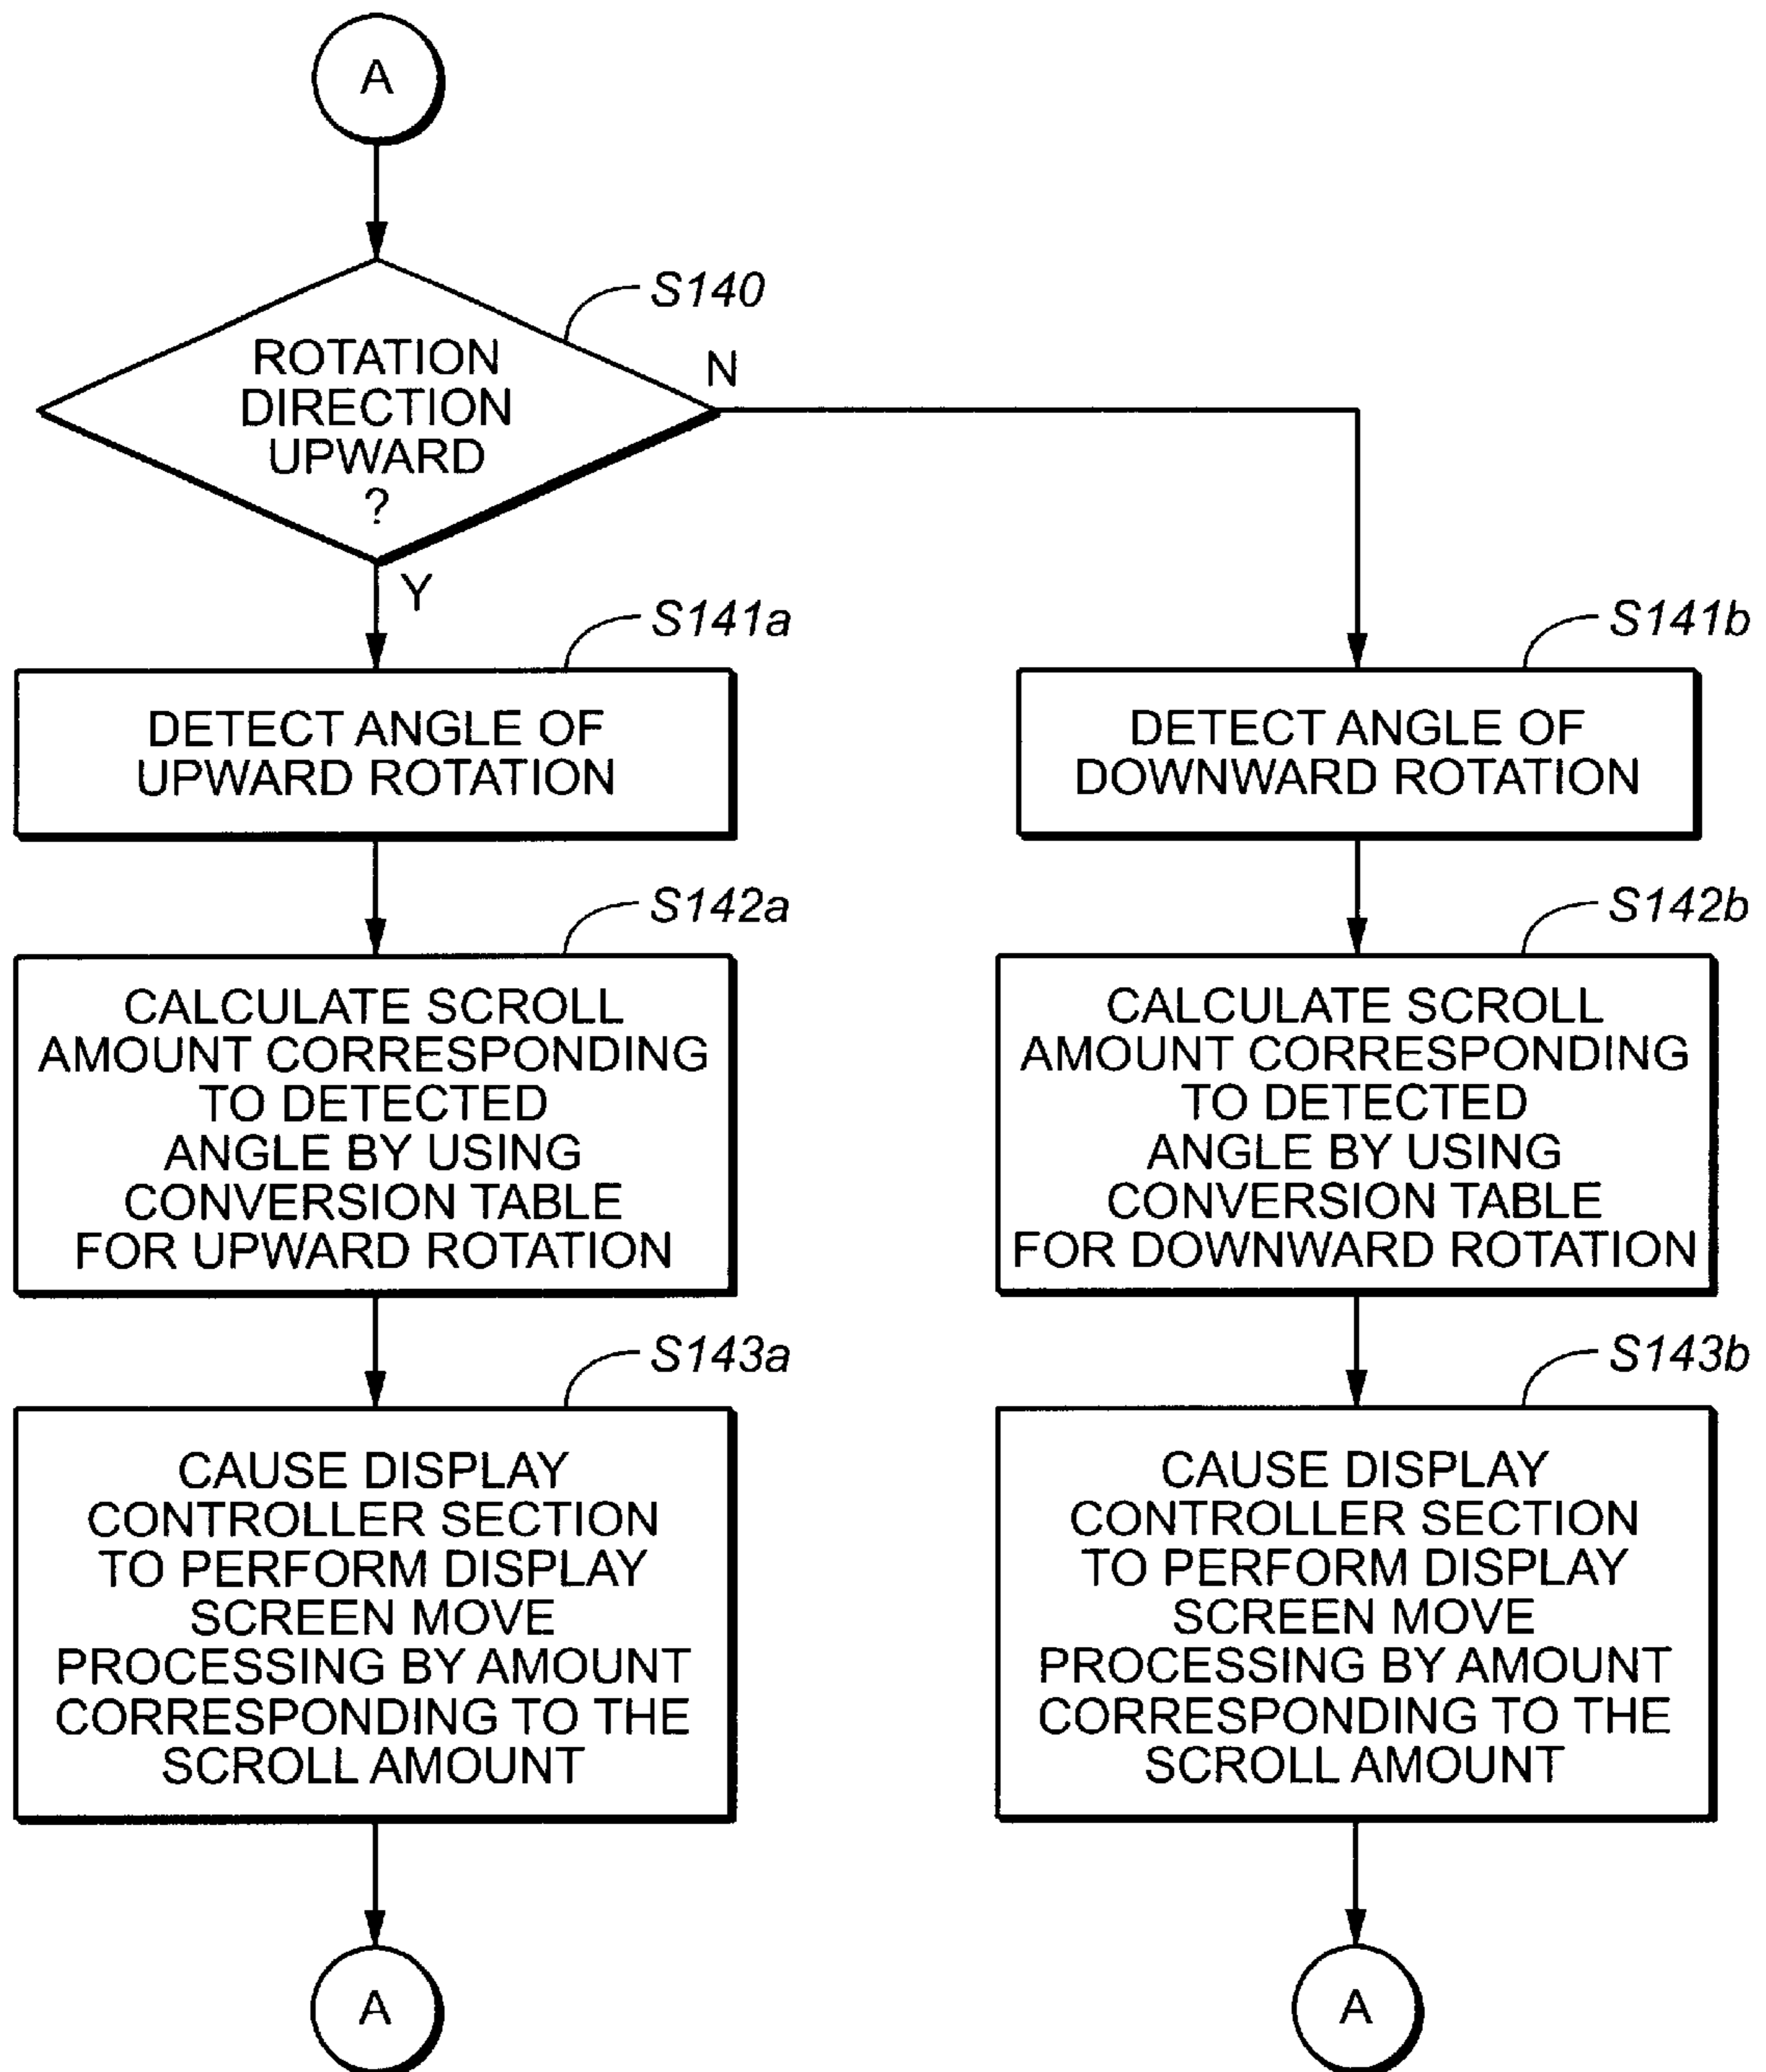 A
S140
ROTATION
DIRECTION
UPWARD
?
N
Y
S141a
DETECT ANGLE OF
UPWARD ROTATION
S142a
CALCULATE SCROLL
AMOUNT CORRESPONDING
TO DETECTED
ANGLE BY USING
CONVERSION TABLE
FOR UPWARD ROTATION
S143a
CAUSE DISPLAY
CONTROLLER SECTION
TO PERFORM DISPLAY
SCREEN MOVE
PROCESSING BY AMOUNT
CORRESPONDING TO THE
SCROLL AMOUNT
A
S141b
DETECT ANGLE OF
DOWNWARD ROTATION
S142b
CALCULATE SCROLL
AMOUNT CORRESPONDING
TO DETECTED
ANGLE BY USING
CONVERSION TABLE
FOR DOWNWARD ROTATION
S143b
CAUSE DISPLAY
CONTROLLER SECTION
TO PERFORM DISPLAY
SCREEN MOVE
PROCESSING BY AMOUNT
CORRESPONDING TO THE
SCROLL AMOUNT
A